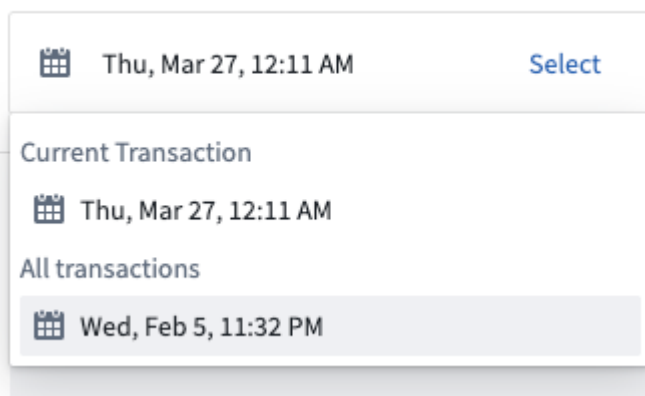 Thu, Mar 27, 12:11 AM Select
Current Transaction
Thu, Mar 27, 12:11 AM
All transactions
Wed, Feb 5, 11:32 PM